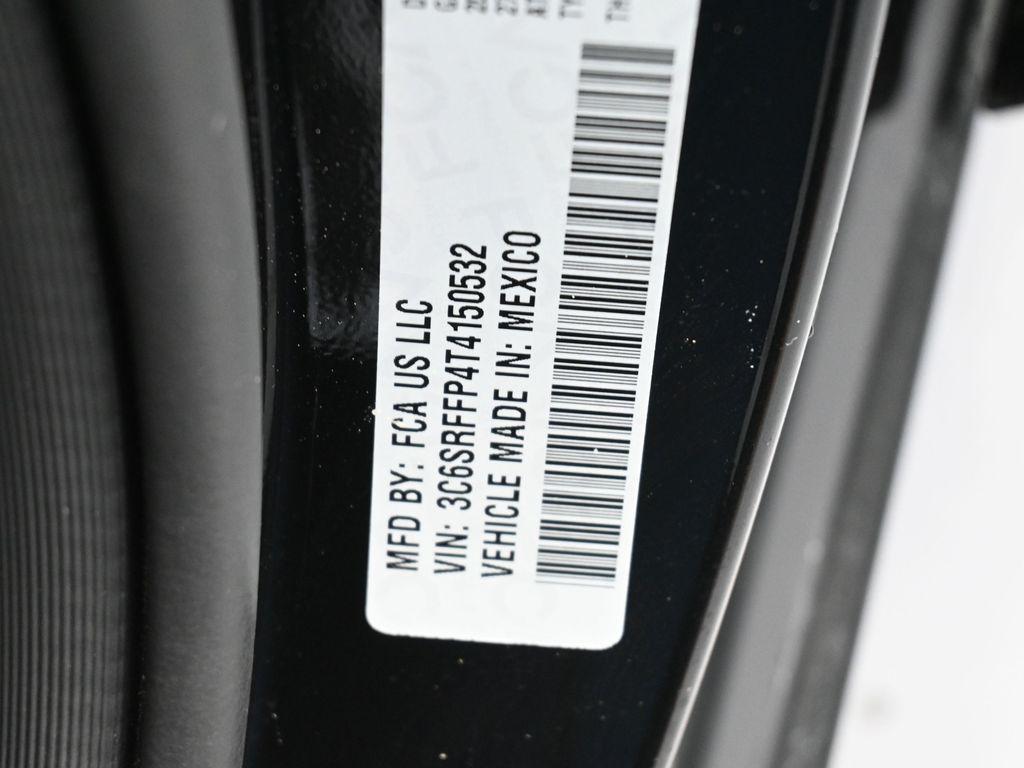 MFD BY: FCA US LLC
VIN: 3C6SRFFP4T4150532
VEHICLE MADE IN: MEXICO